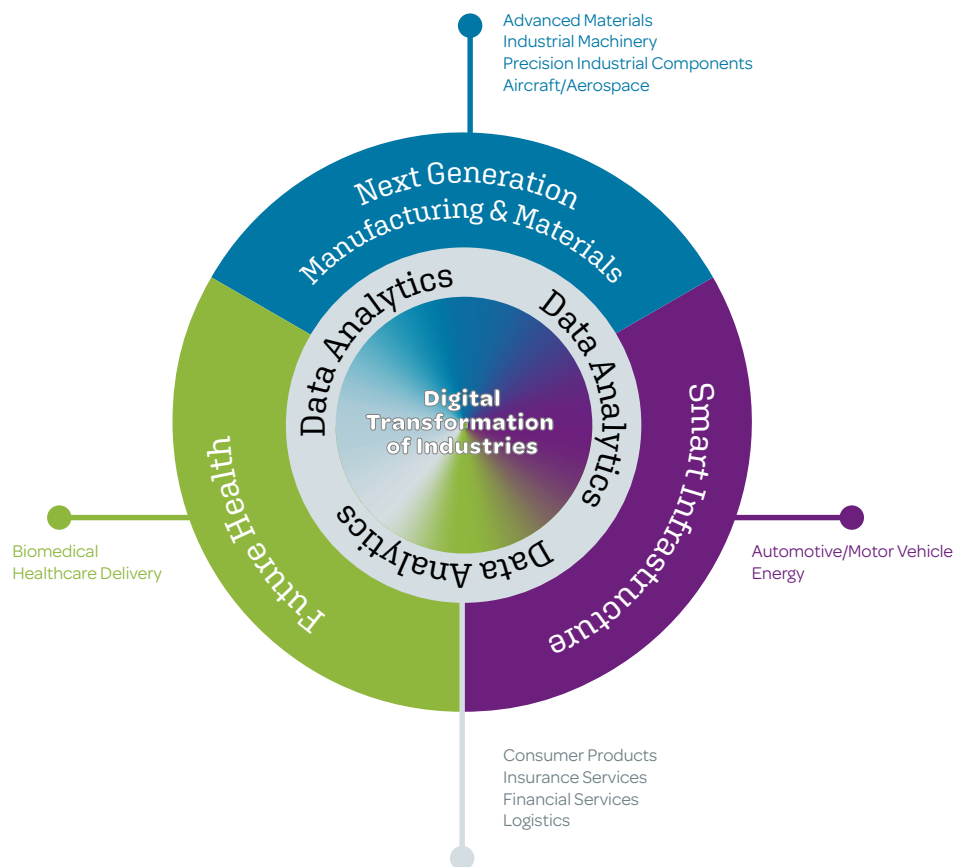 Advanced Materials
Industrial Machinery
Precision Industrial Components
Aircraft/Aerospace
Next Generation
Manufacturing & Materials
Data Analytics
Data Analytics
Digital
Transformation
of Industries
Smart Infrastructure
Future Health
Data Analytics
Biomedical
Healthcare Delivery
Automotive/Motor Vehicle
Energy
Consumer Products
Insurance Services
Financial Services
Logistics